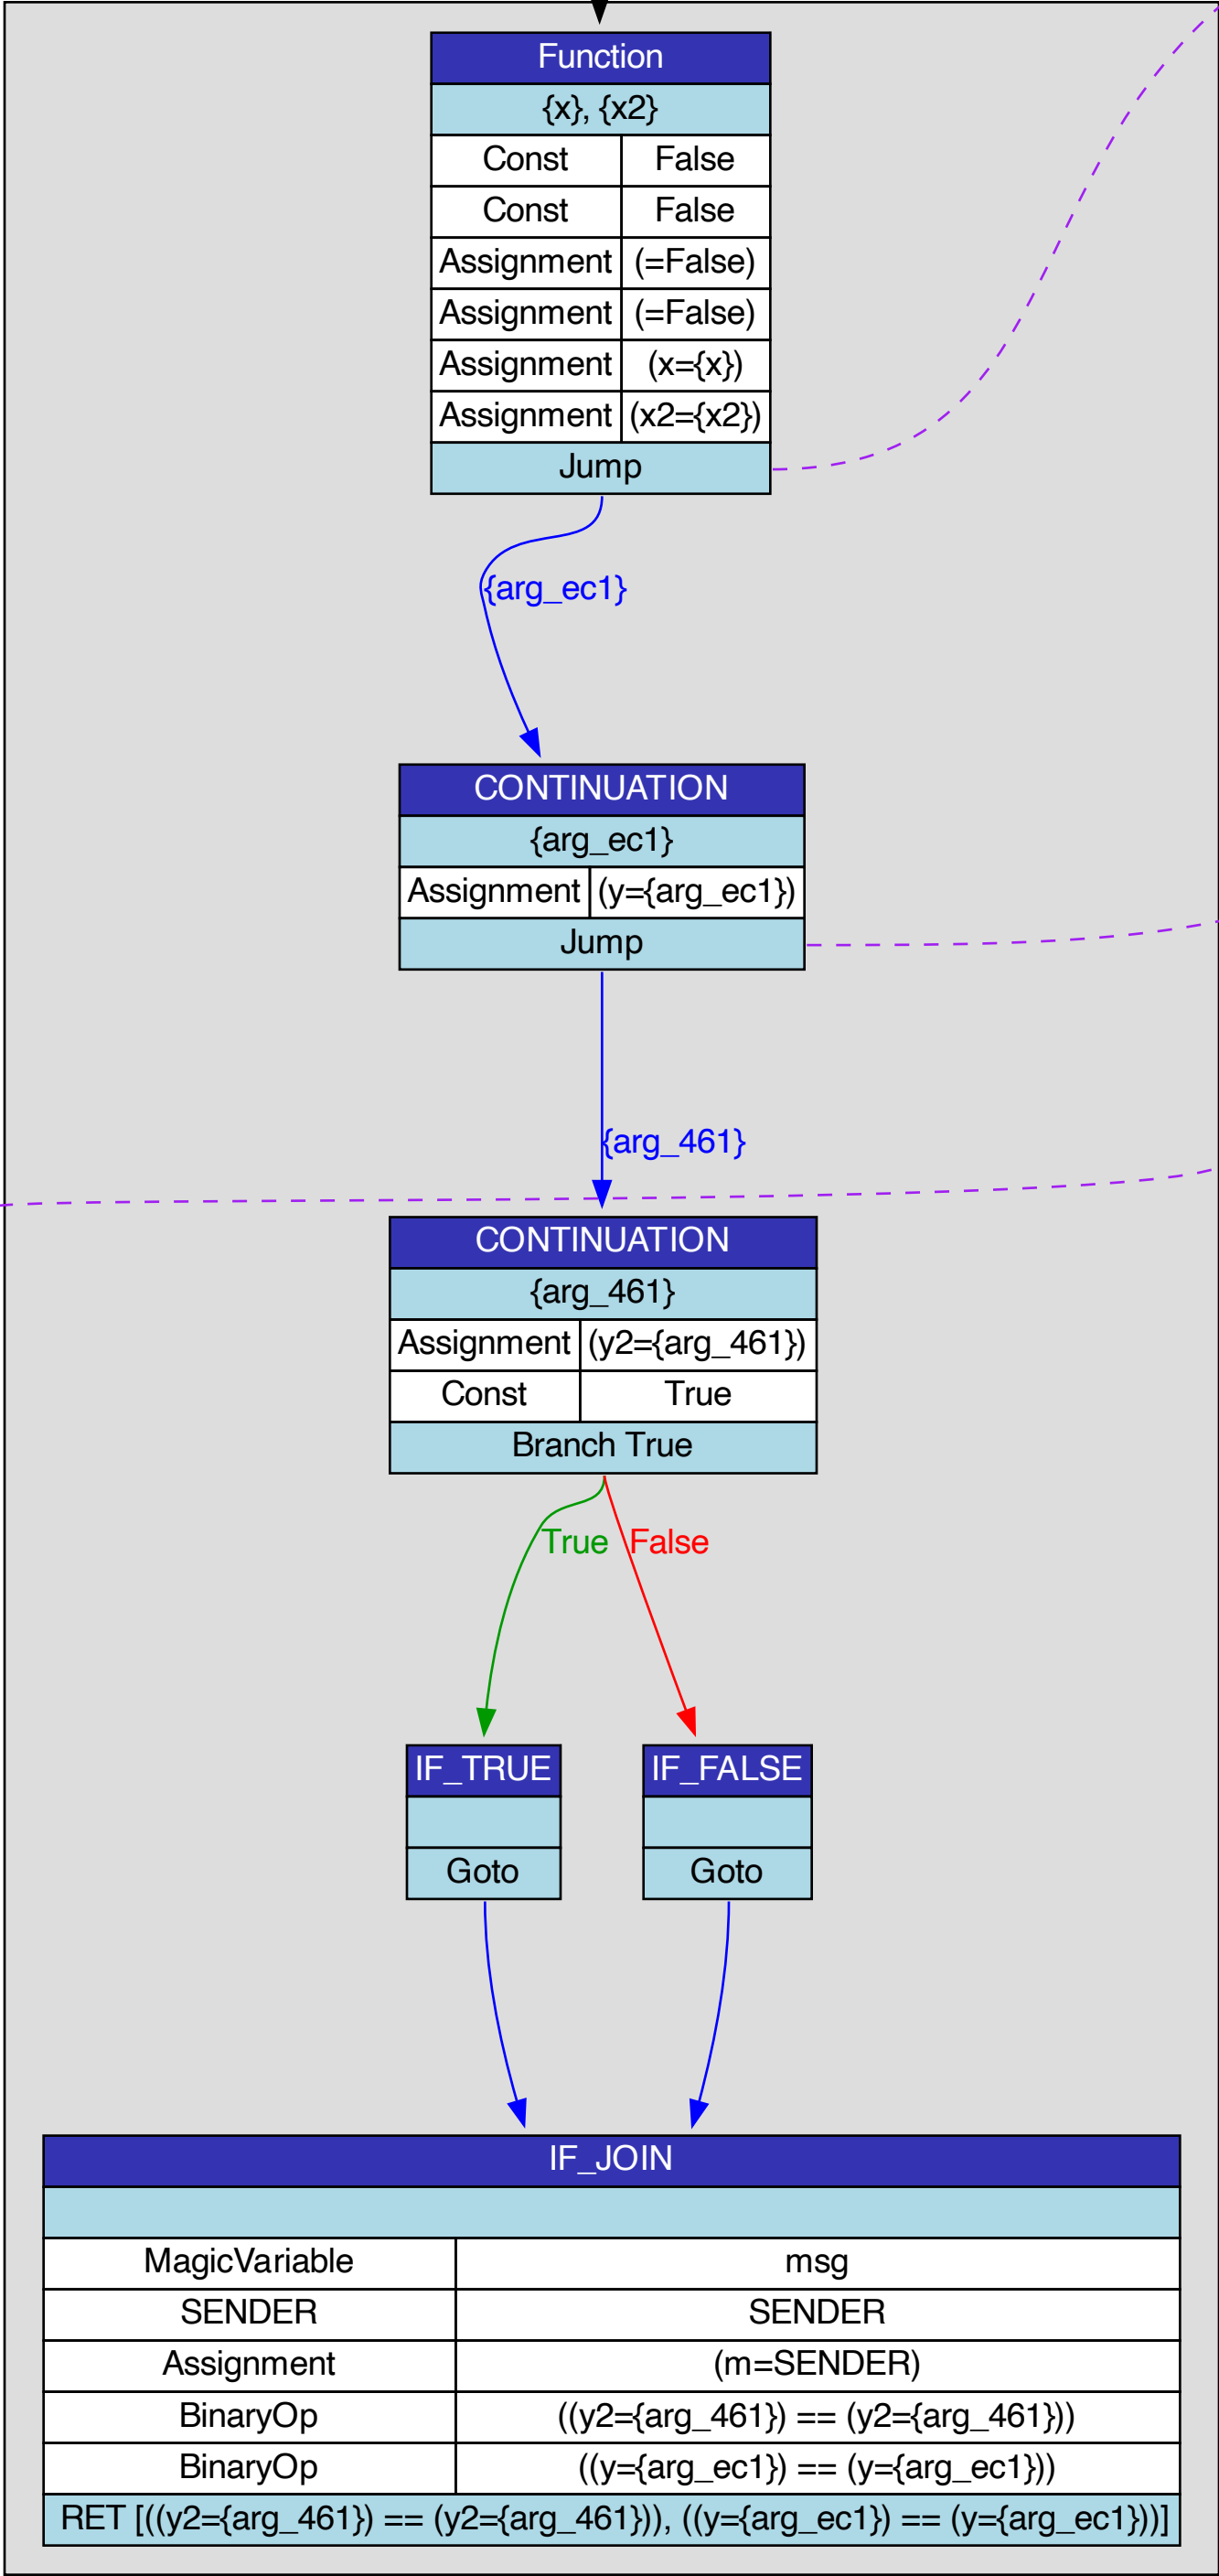 Function
{x}, {x2}
Const False
Const False
Assignment (=False)
Assignment (=False)
Assignment (x={x})
Assignment (x2={x2})
Jump
{arg_ec1}
CONTINUATION
{arg_ec1}
Assignment (y={arg_ec1})
Jump
{arg_461}
CONTINUATION
{arg_461}
Assignment (y2={arg_461})
Const True
Branch True
True False
IF_TRUE IF_FALSE
Goto Goto
IF_JOIN
MagicVariable msg
SENDER SENDER
Assignment (m=SENDER)
BinaryOp ((y2={arg_461}) == (y2={arg_461}))
BinaryOp ((y={arg_ec1}) == (y={arg_ec1}))
RET [((y2={arg_461}) == (y2={arg_461})), ((y={arg_ec1}) == (y={arg_ec1}))]